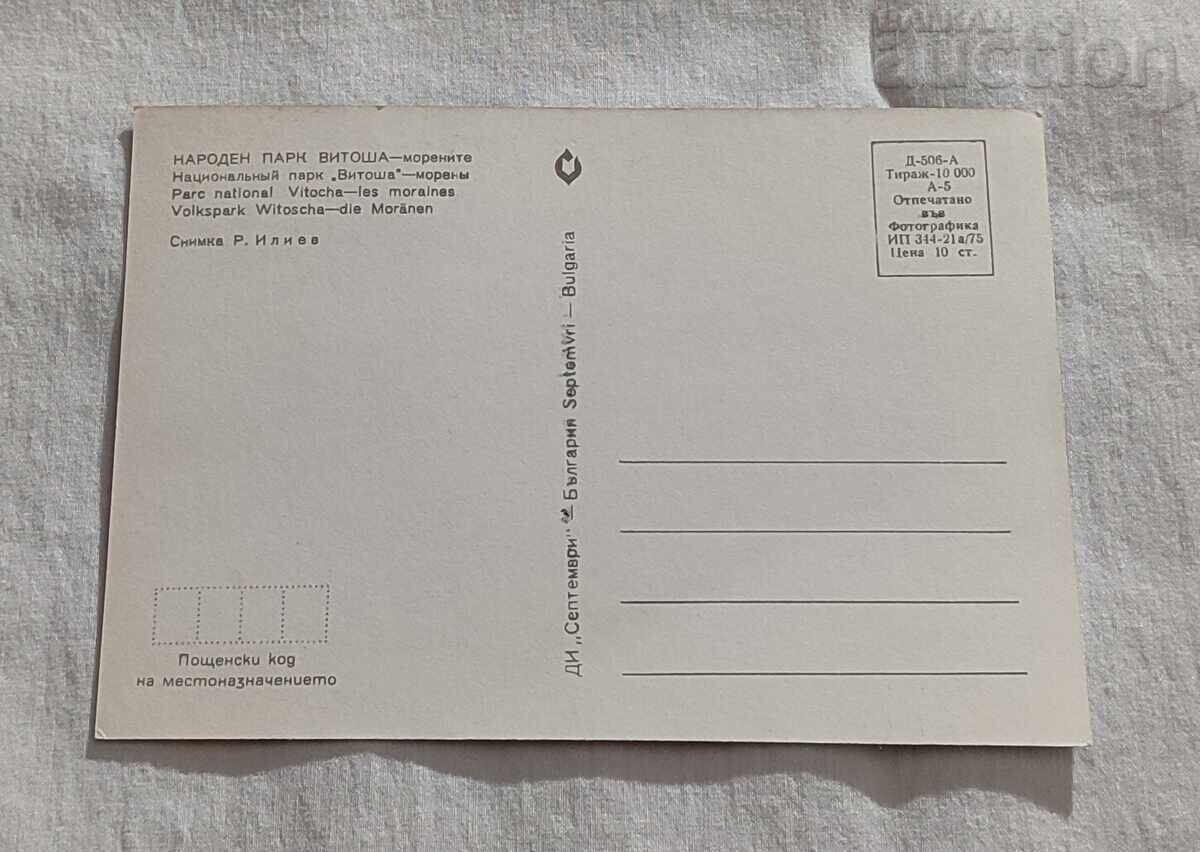 НАРОДЕН ПАРК ВИТОША—морените
Национальный парк „Витоша"—морены
Parc national Vitocha—les moraines
Volkspark Witoscha—die Moränen
Снимка Р. Илиев
Пощенски код
на местоназначението
ДИ „Септември" — България Septemvri — Bulgaria
Д-506-А
Тираж-10 000
А-5
Отпечатано
във
Фотографика
ИП 344-21а/75
Цена 10 ст.
БАЛКАН
auction